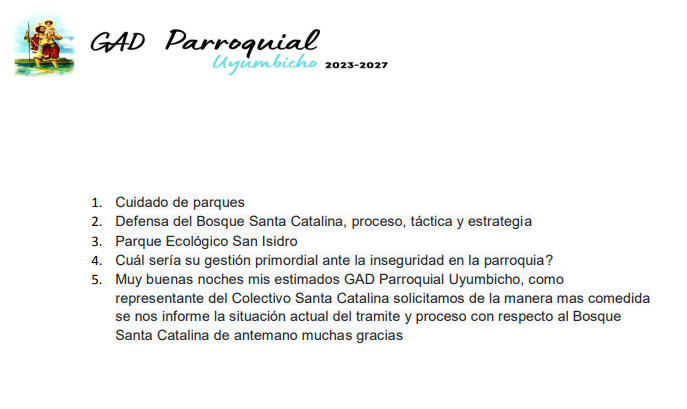 GAD Parroquial
Uyumbicho 2023-2027
1. Cuidado de parques
2. Defensa del Bosque Santa Catalina, proceso, táctica y estrategia
3. Parque Ecológico San Isidro
4. Cuál sería su gestión primordial ante la inseguridad en la parroquia?
5. Muy buenas noches mis estimados GAD Parroquial Uyumbicho, como
representante del Colectivo Santa Catalina solicitamos de la manera mas comedida
se nos informe la situación actual del tramite y proceso con respecto al Bosque
Santa Catalina de antemano muchas gracias